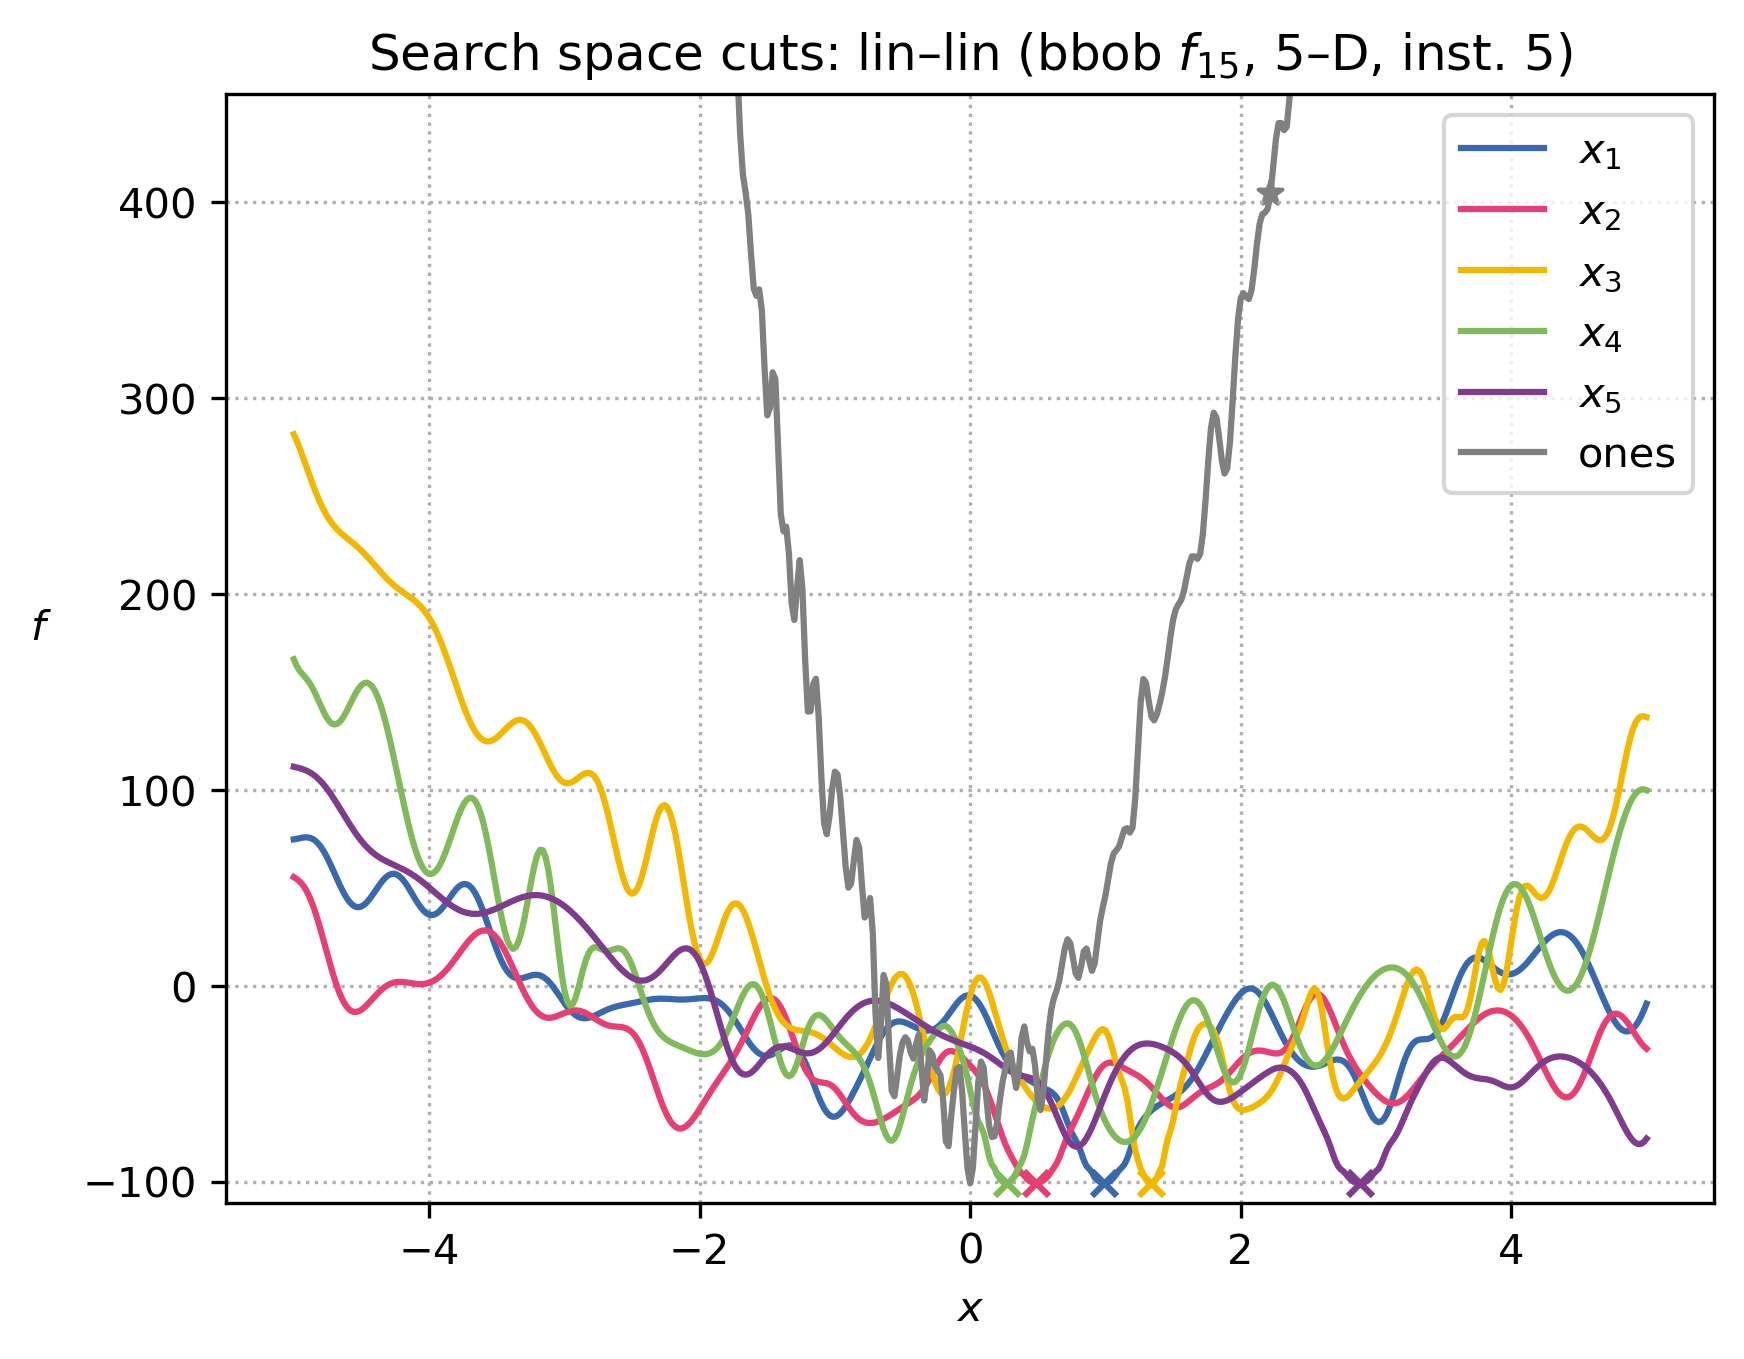 Search space cuts: lin–lin (bbob f₁₅, 5–D, inst. 5)
400
300
200
100
0
−100
f
−4
−2
0
2
4
x
x₁
x₂
x₃
x₄
x₅
ones